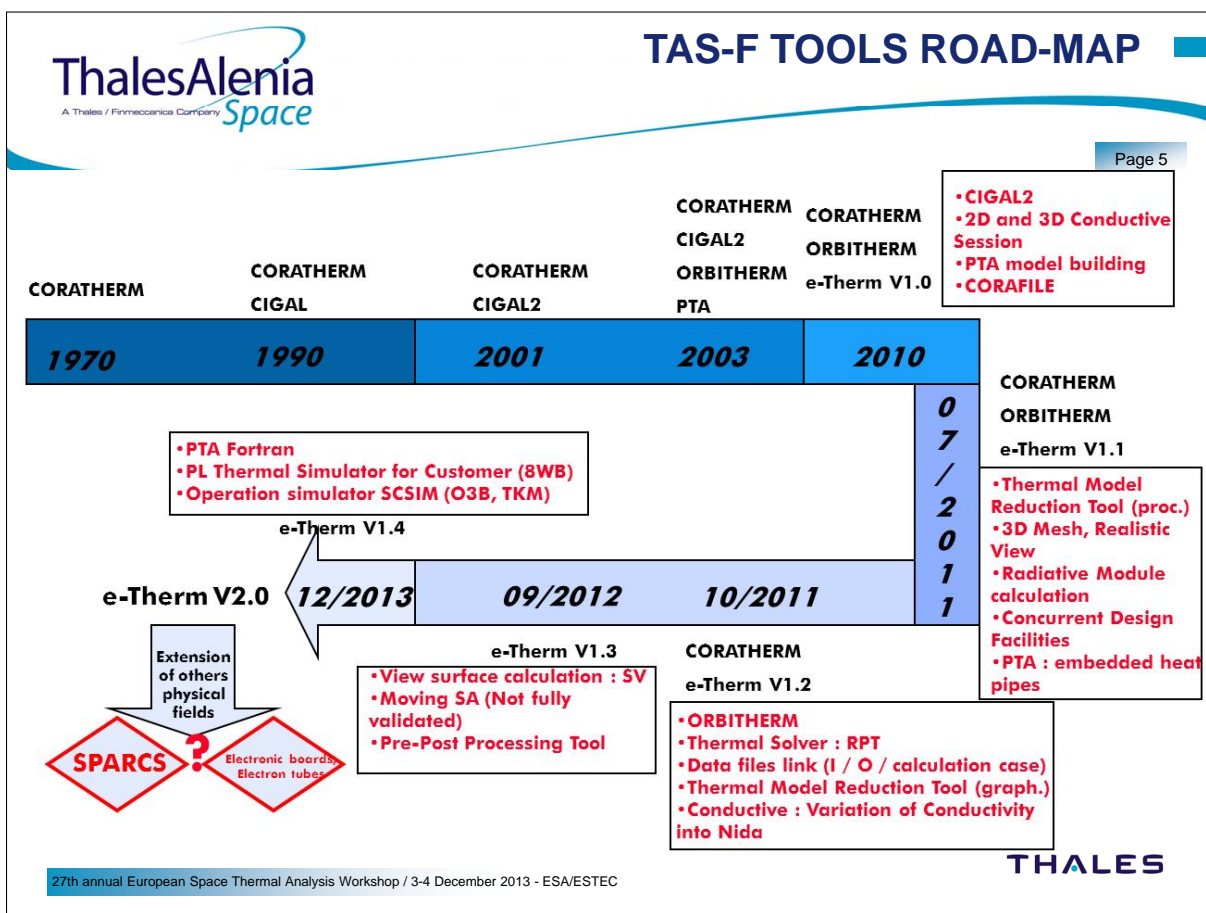 ThalesAlenia
A Thales / Finmeccanica Company
Space
TAS-F TOOLS ROAD-MAP
Page 5
CORATHERM
CORATHERM
CIGAL
CORATHERM
CIGAL2
CORATHERM
CIGAL2
ORBITHERM
PTA
CORATHERM
ORBITHERM
e-Therm V1.0
•CIGAL2
•2D and 3D Conductive
Session
•PTA model building
•CORAFILE
1970
1990
2001
2003
2010
07/2011
CORATHERM
ORBITHERM
e-Therm V1.1
•Thermal Model
Reduction Tool (proc.)
•3D Mesh, Realistic
View
•Radiative Module
calculation
•Concurrent Design
Facilities
•PTA : embedded heat
pipes
•PTA Fortran
•PL Thermal Simulator for Customer (8WB)
•Operation simulator SCSIM (O3B, TKM)
e-Therm V1.4
e-Therm V2.0
12/2013
09/2012
10/2011
e-Therm V1.3
•View surface calculation : SV
•Moving SA (Not fully
validated)
•Pre-Post Processing Tool
CORATHERM
e-Therm V1.2
•ORBITHERM
•Thermal Solver : RPT
•Data files link (I / O / calculation case)
•Thermal Model Reduction Tool (graph.)
•Conductive : Variation of Conductivity
into Nida
Extension
of others
physical
fields
SPARCS
?
Electronic boards,
Electron tubes
27th annual European Space Thermal Analysis Workshop / 3-4 December 2013 - ESA/ESTEC
THALES